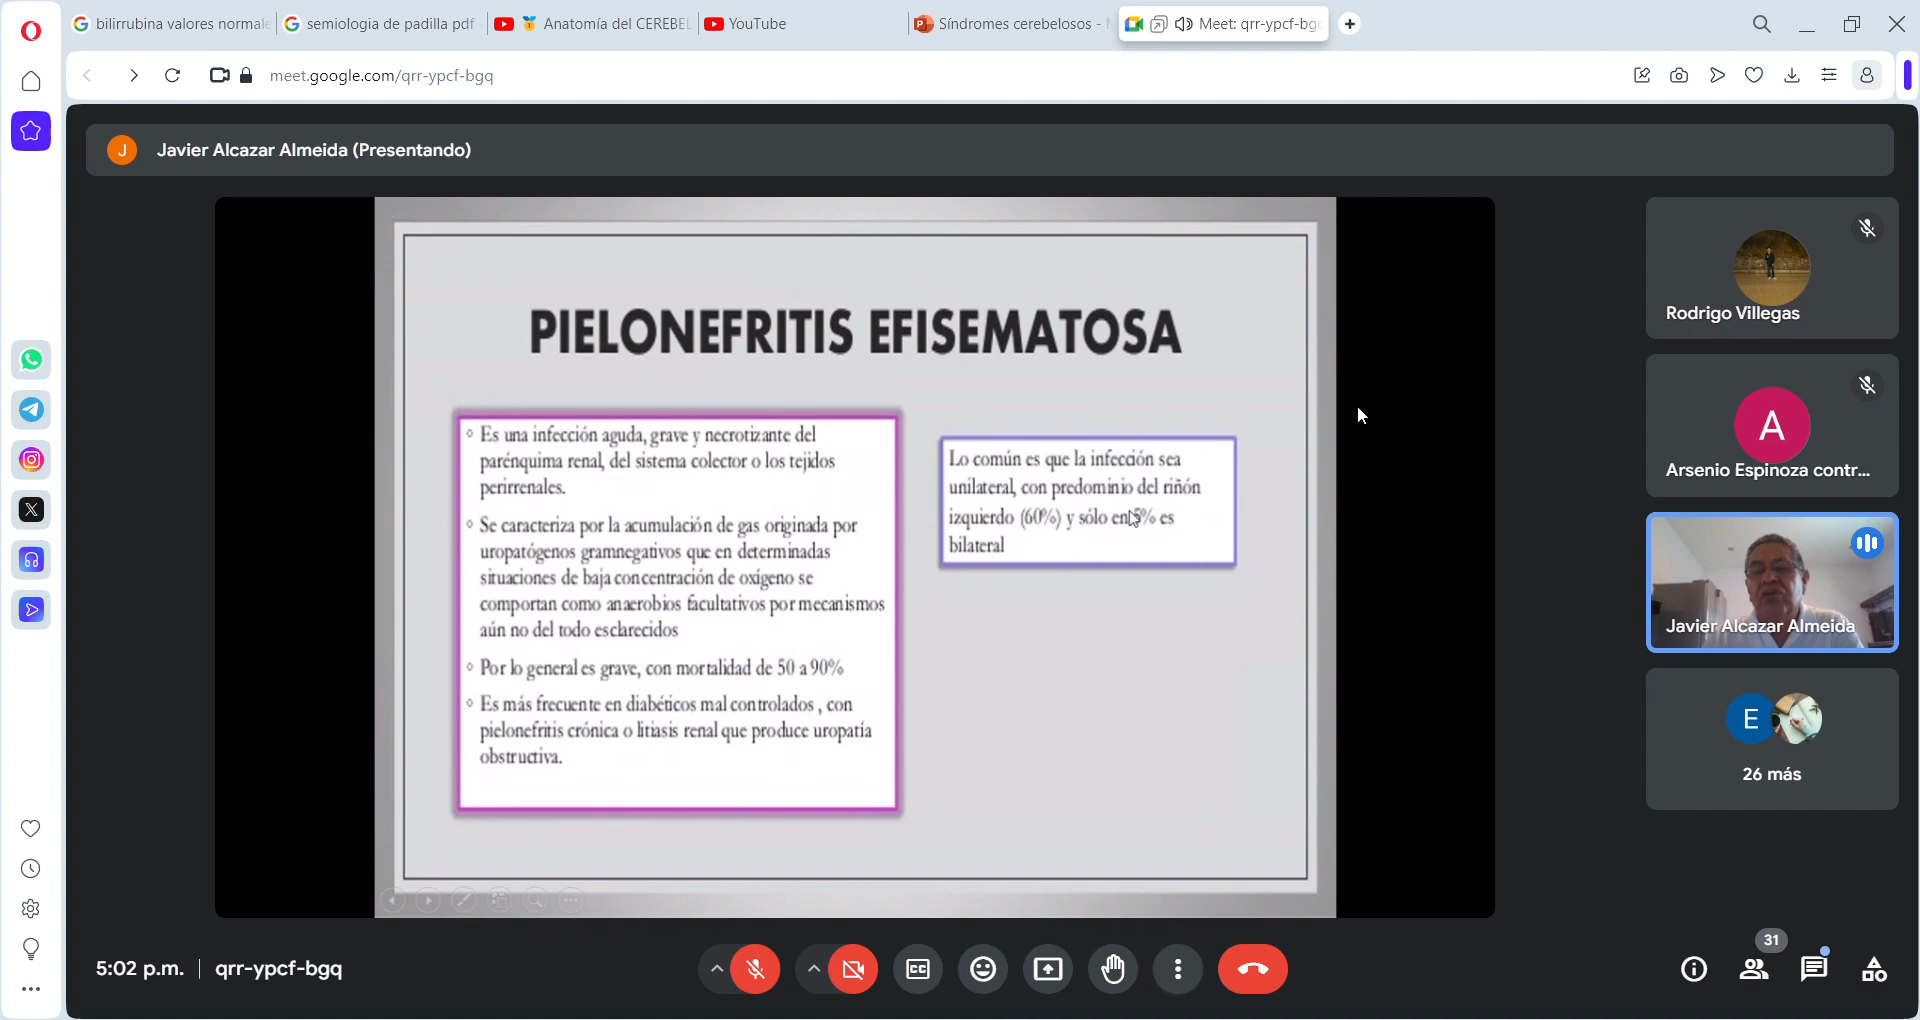 bilirrubina valores normale
semiologia de padilla pdf
Anatomía del CEREBEL
YouTube
Síndromes cerebelosos -
Meet: qrr-ypcf-bgq
meet.google.com/qrr-ypcf-bgq
J
Javier Alcazar Almeida (Presentando)
PIELONEFRITIS EFISEMATOSA
Es una infección aguda, grave y necrotizante del
parénquima renal, del sistema colector o los tejidos
perirrenales.
Se caracteriza por la acumulación de gas originada por
uropatógenos gramnegativos que en determinadas
situaciones de baja concentración de oxígeno se
comportan como anaerobios facultativos por mecanismos
aún no del todo esclarecidos
Por lo general es grave, con mortalidad de 50 a 90%
Es más frecuente en diabéticos mal controlados , con
pielonefritis crónica o litiasis renal que produce uropatía
obstructiva.
Lo común es que la infección sea
unilateral, con predominio del riñón
izquierdo (60%) y sólo en 5% es
bilateral
Rodrigo Villegas
A
Arsenio Espinoza contr...
Javier Alcazar Almeida
E
26 más
5:02 p.m.
qrr-ypcf-bgq
CC
31